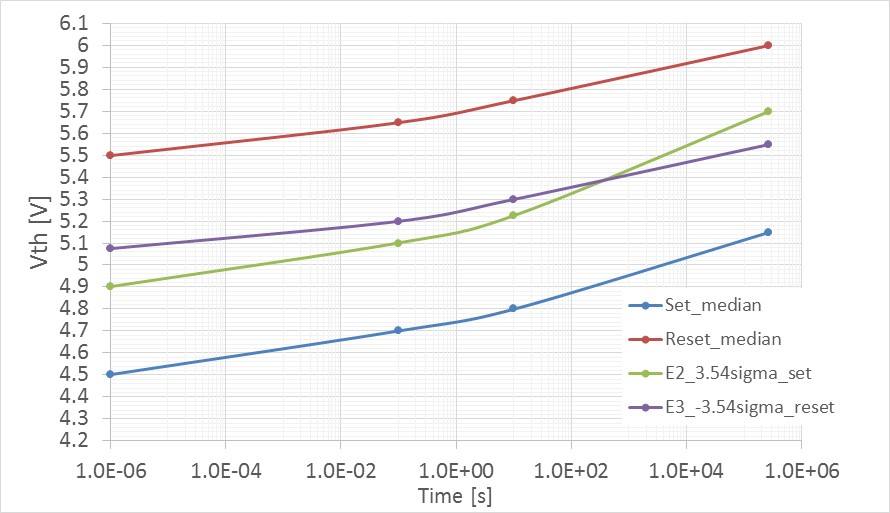 6.1
6
5.9
5.8
5.7
5.6
5.5
5.4
5.3
5.2
5.1
5
4.9
4.8
4.7
4.6
4.5
4.4
4.3
4.2
Vth [V]
Set_median
Reset_median
E2_3.54sigma_set
E3_-3.54sigma_reset
1.0E-06 1.0E-04 1.0E-02 1.0E+00 1.0E+02 1.0E+04 1.0E+06
Time [s]